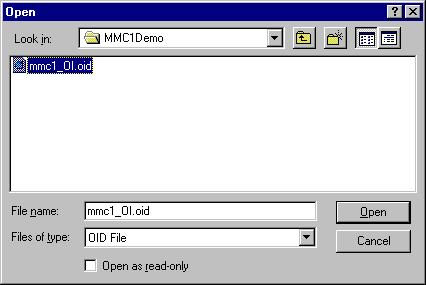 Open
Look in: MMC1Demo
mmc1_OI.oid
File name: mmc1_OI.oid Open
Files of type: OID File Cancel
Open as read-only